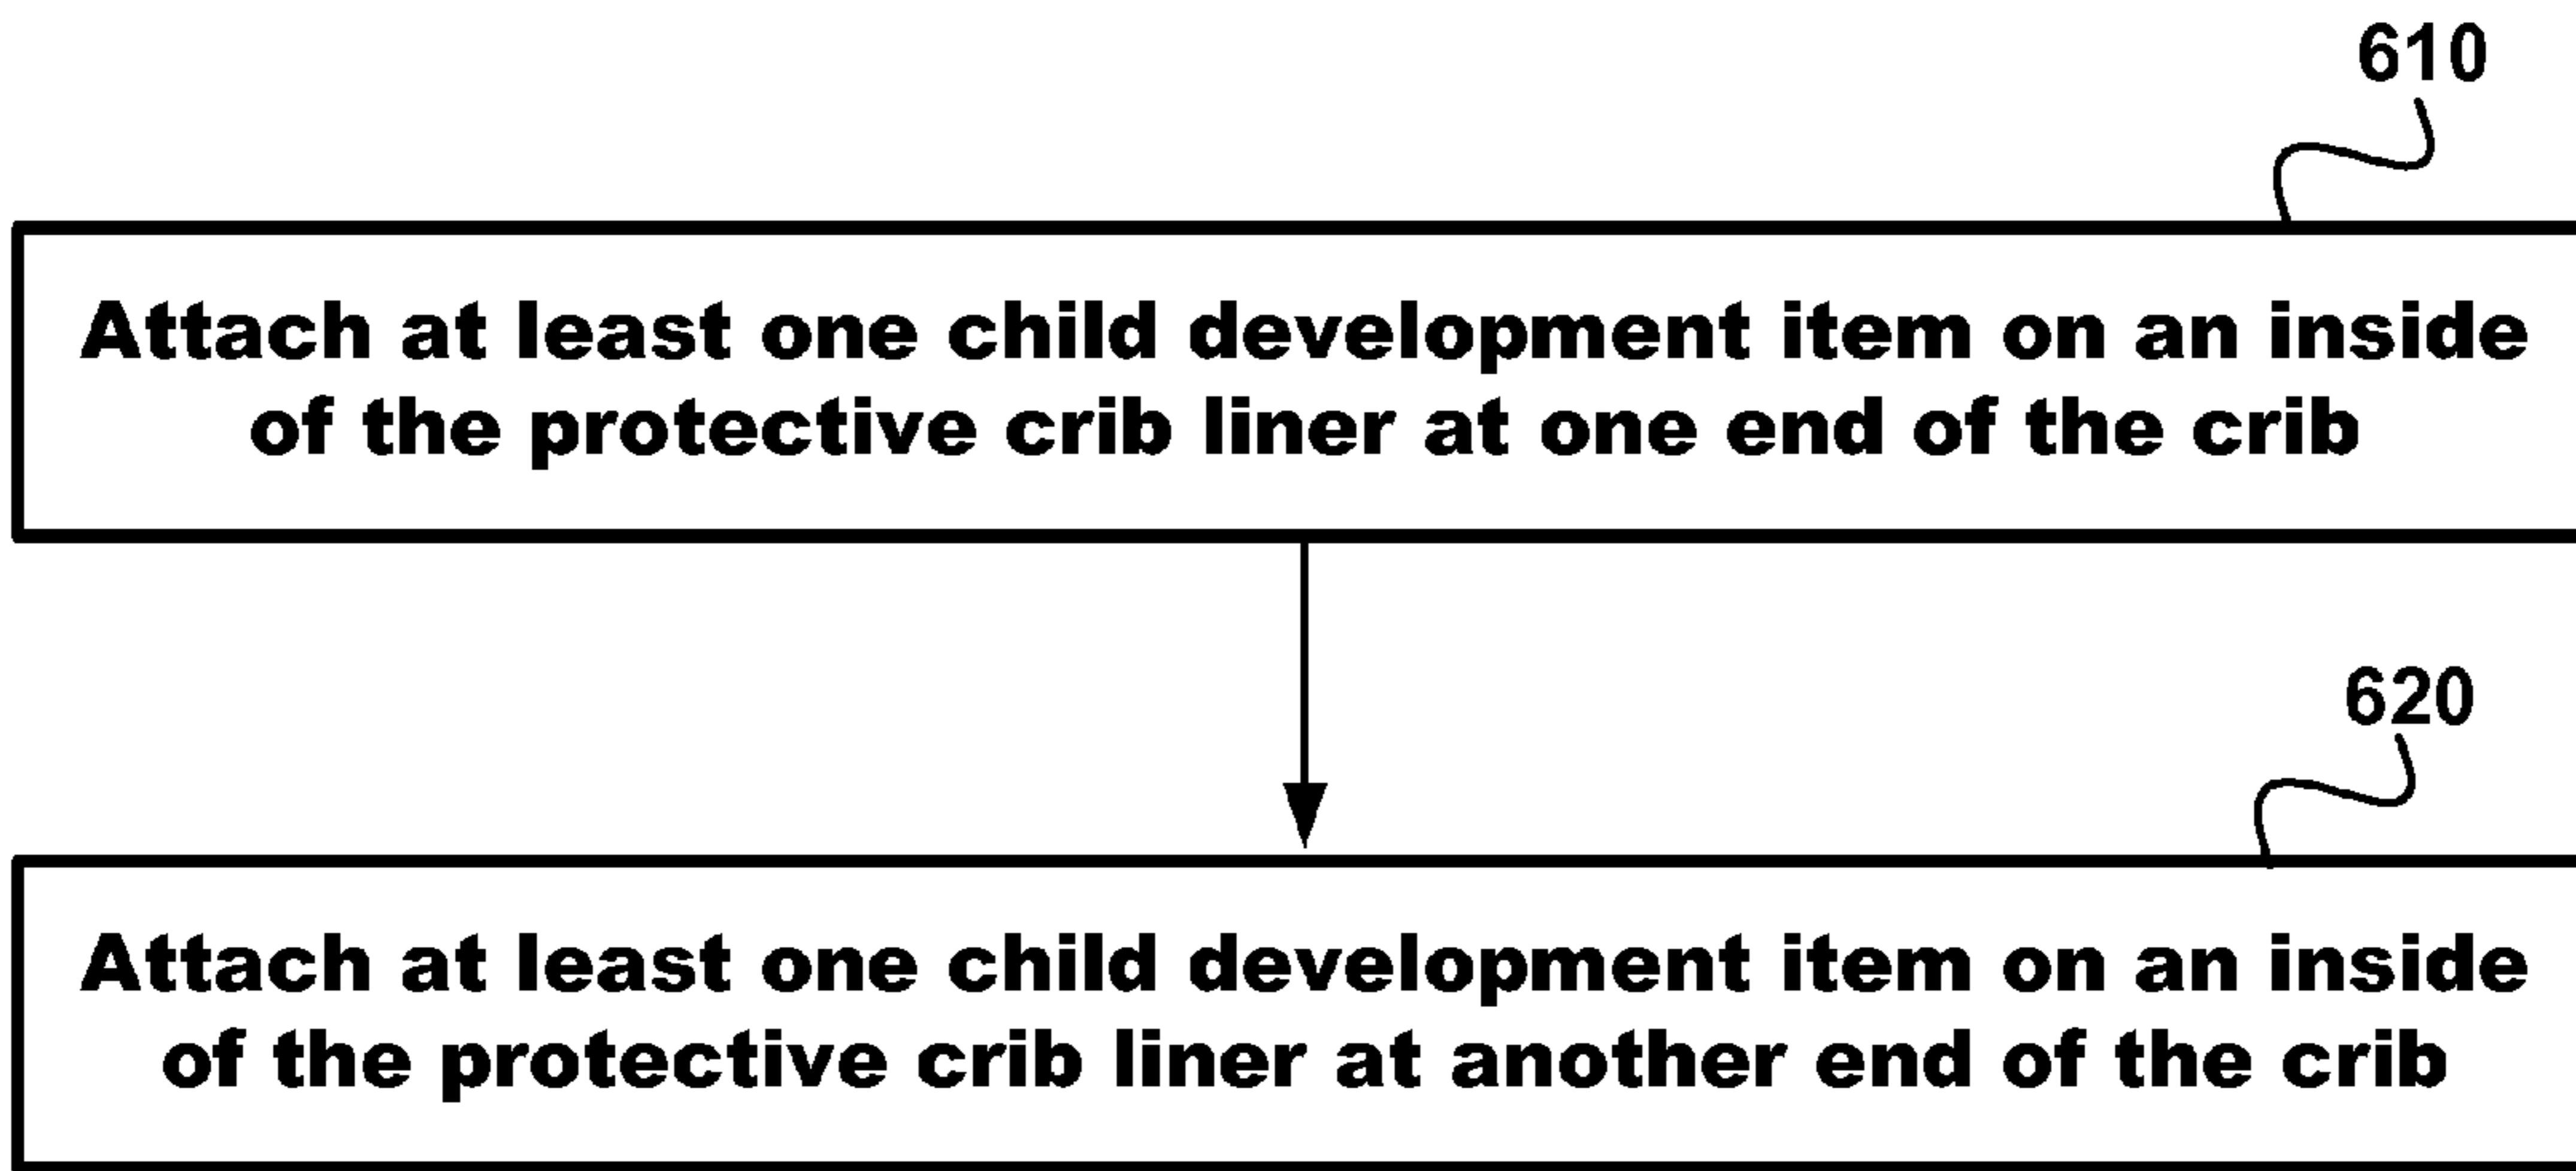 610
Attach at least one child development item on an inside
of the protective crib liner at one end of the crib
620
Attach at least one child development item on an inside
of the protective crib liner at another end of the crib